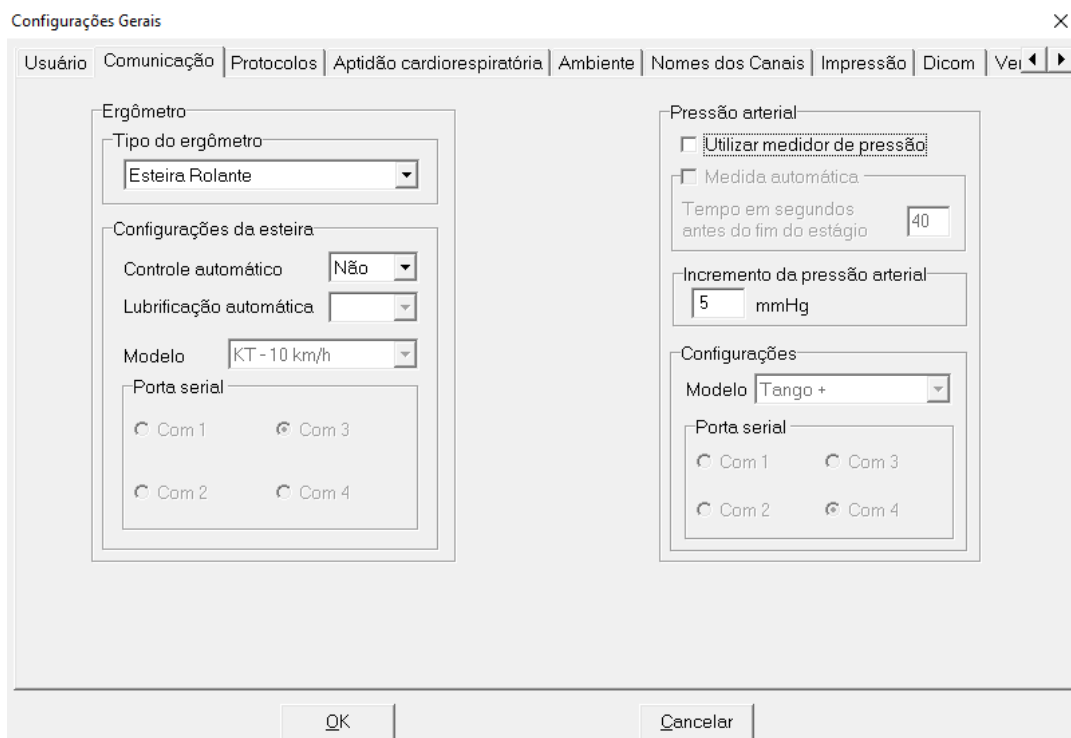 Configurações Gerais
Usuário Comunicação Protocolos Aptidão cardiorespiratória Ambiente Nomes dos Canais Impressão Dicom
Ergômetro
Tipo do ergômetro
Esteira Rolante
Configurações da esteira
Controle automático Não
Lubrificação automática
Modelo KT - 10 km/h
Porta serial
Com 1 Com 3
Com 2 Com 4
Pressão arterial
Utilizar medidor de pressão
Medida automática
Tempo em segundos
antes do fim do estágio 40
Incremento da pressão arterial
5 mmHg
Configurações
Modelo Tango +
Porta serial
Com 1 Com 3
Com 2 Com 4
OK Cancelar